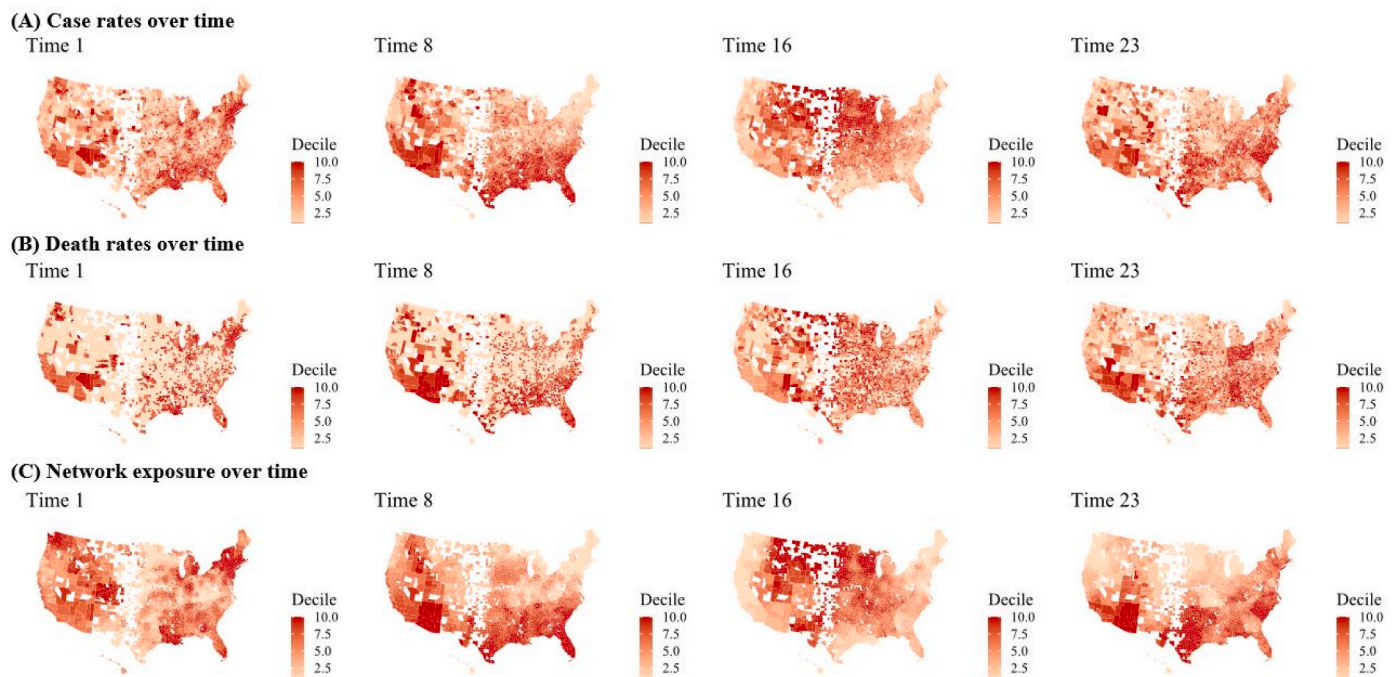 (A) Case rates over time
Time 1 Time 8 Time 16 Time 23
Decile Decile Decile Decile
10.0 10.0 10.0 10.0
7.5 7.5 7.5 7.5
5.0 5.0 5.0 5.0
2.5 2.5 2.5 2.5
(B) Death rates over time
Time 1 Time 8 Time 16 Time 23
Decile Decile Decile Decile
10.0 10.0 10.0 10.0
7.5 7.5 7.5 7.5
5.0 5.0 5.0 5.0
2.5 2.5 2.5 2.5
(C) Network exposure over time
Time 1 Time 8 Time 16 Time 23
Decile Decile Decile Decile
10.0 10.0 10.0 10.0
7.5 7.5 7.5 7.5
5.0 5.0 5.0 5.0
2.5 2.5 2.5 2.5